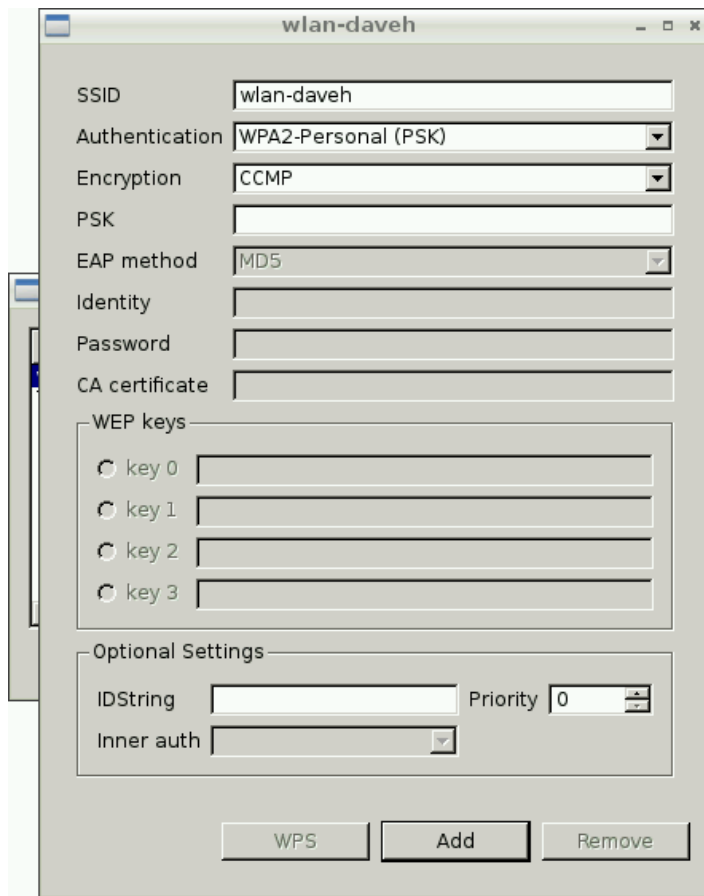 wlan-daveh
SSID wlan-daveh
Authentication WPA2-Personal (PSK)
Encryption CCMP
PSK
EAP method MD5
Identity
Password
CA certificate
WEP keys
key 0
key 1
key 2
key 3
Optional Settings
IDString Priority 0
Inner auth
WPS Add Remove